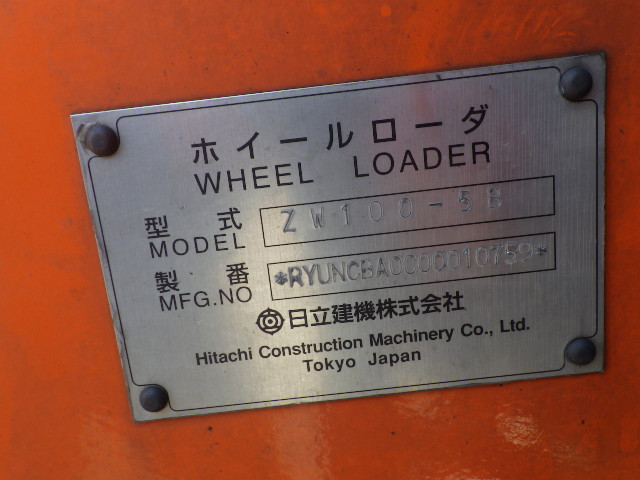 ホイールローダ
WHEEL LOADER
型式 ZW100-5B
MODEL
製番 *RYUNCBA0000010759*
MFG.NO
日立建機株式会社
Hitachi Construction Machinery Co., Ltd.
Tokyo Japan